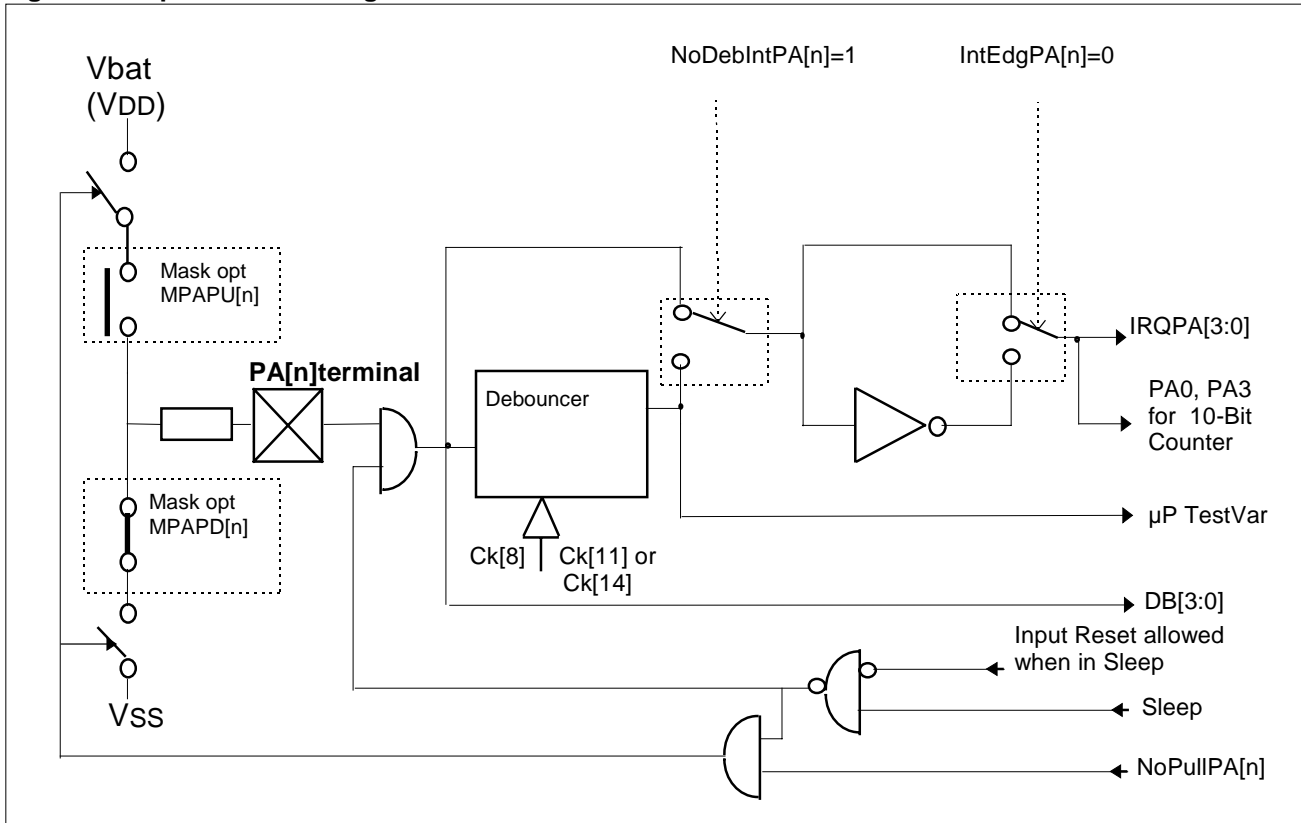 NoDebIntPA[n]=1
IntEdgPA[n]=0
Vbat
(VDD)
Mask opt
MPAPU[n]
IRQPA[3:0]
PA[n]terminal
PA0, PA3
for 10-Bit
Counter
Debouncer
Mask opt
MPAPD[n]
µP TestVar
Ck[8]
Ck[11] or
Ck[14]
DB[3:0]
Input Reset allowed
when in Sleep
Sleep
VSS
NoPullPA[n]